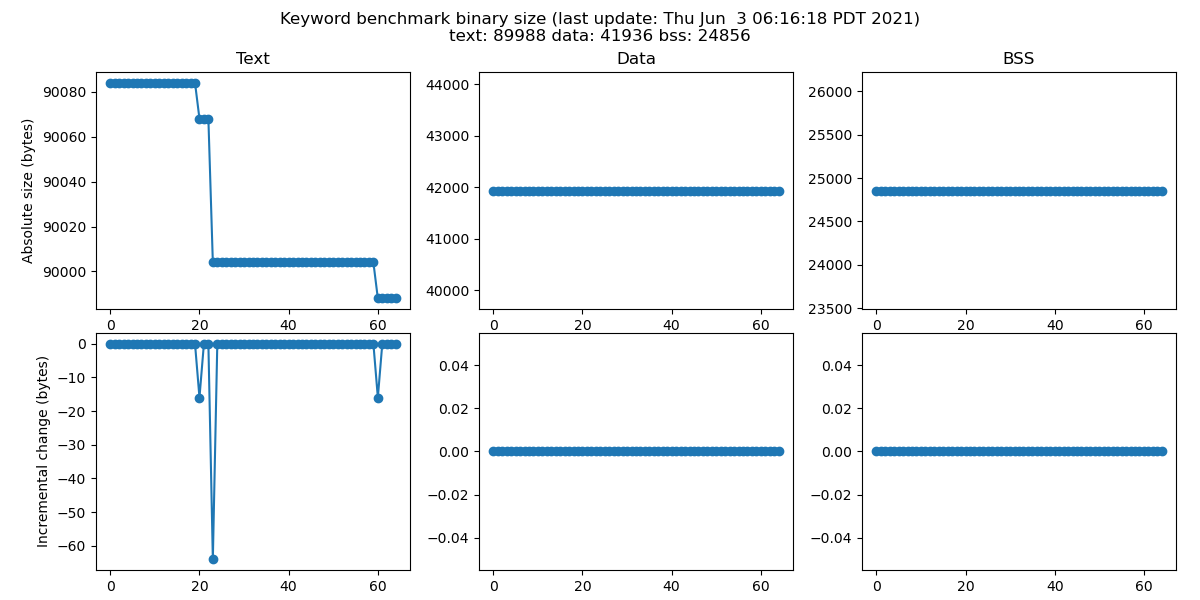 Keyword benchmark binary size (last update: Thu Jun  3 06:16:18 PDT 2021)
text: 89988 data: 41936 bss: 24856
Text
Data
BSS
Absolute size (bytes)
90080
90060
90040
90020
90000
0 20 40 60
44000
43000
42000
41000
40000
0 20 40 60
26000
25500
25000
24500
24000
23500
0 20 40 60
Incremental change (bytes)
0
−10
−20
−30
−40
−50
−60
0 20 40 60
0.04
0.02
0.00
−0.02
−0.04
0 20 40 60
0.04
0.02
0.00
−0.02
−0.04
0 20 40 60